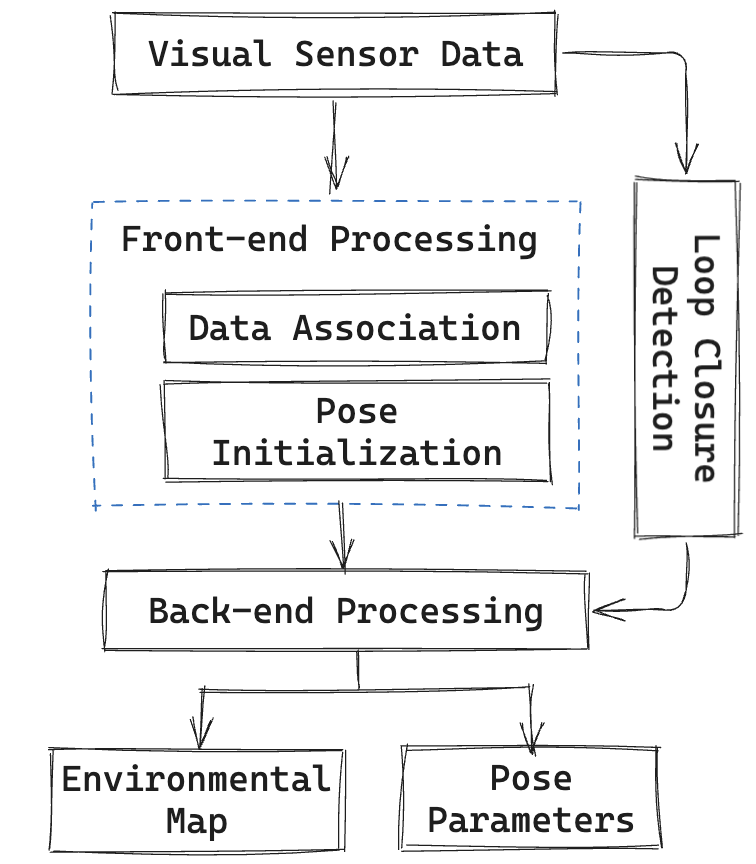 Visual Sensor Data
Front-end Processing
Data Association
Pose
Initialization
Loop Closure
Detection
Back-end Processing
Environmental
Map
Pose
Parameters